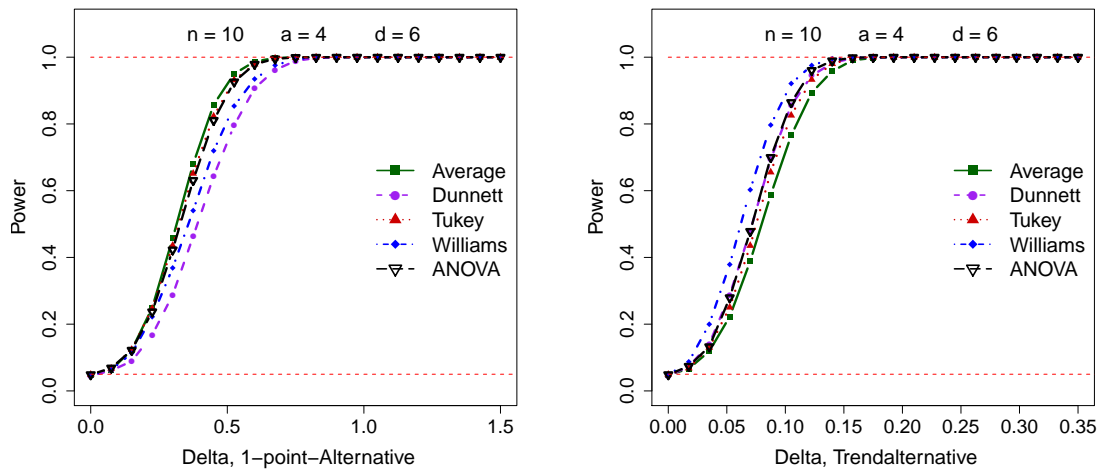 n = 10 a = 4 d = 6
1.0
0.8
0.6
0.4
0.2
0.0
Power
Average
Dunnett
Tukey
Williams
ANOVA
0.0 0.5 1.0 1.5
Delta, 1−point−Alternative
n = 10 a = 4 d = 6
1.0
0.8
0.6
0.4
0.2
0.0
Power
Average
Dunnett
Tukey
Williams
ANOVA
0.00 0.05 0.10 0.15 0.20 0.25 0.30 0.35
Delta, Trendalternative